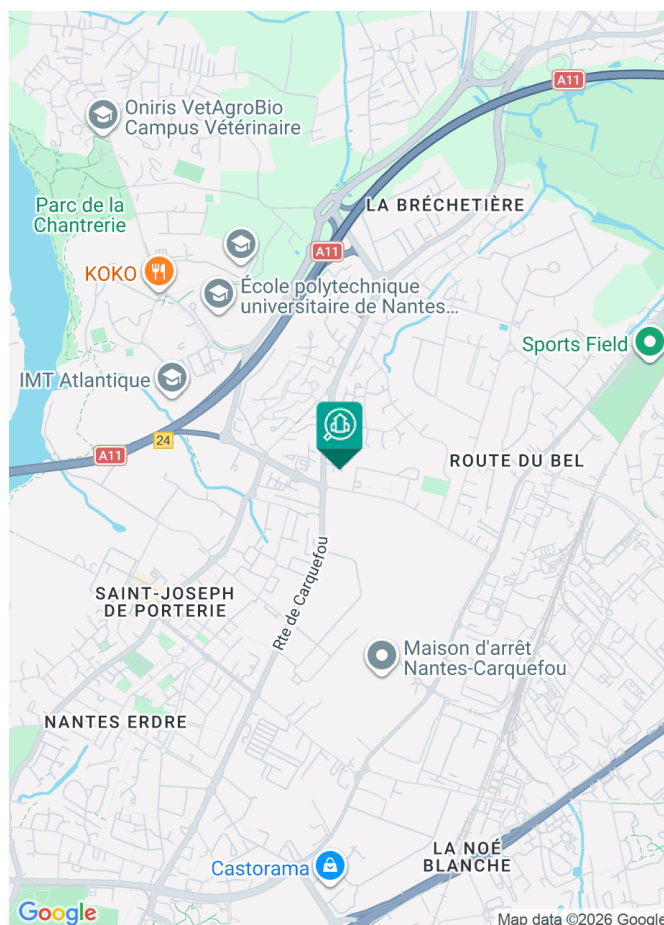 A11
Oniris VetAgroBio
Campus Vétérinaire
Parc de la
Chantrerie
LA BRÉCHETIÈRE
A11
KOKO
École polytechnique
universitaire de Nantes...
Sports Field
IMT Atlantique
24
A11
ROUTE DU BEL
Rte de Carquefou
SAINT-JOSEPH
DE PORTERIE
Maison d'arrêt
Nantes-Carquefou
NANTES ERDRE
LA NOÉ
BLANCHE
Castorama
Google
Map data ©2026 Google